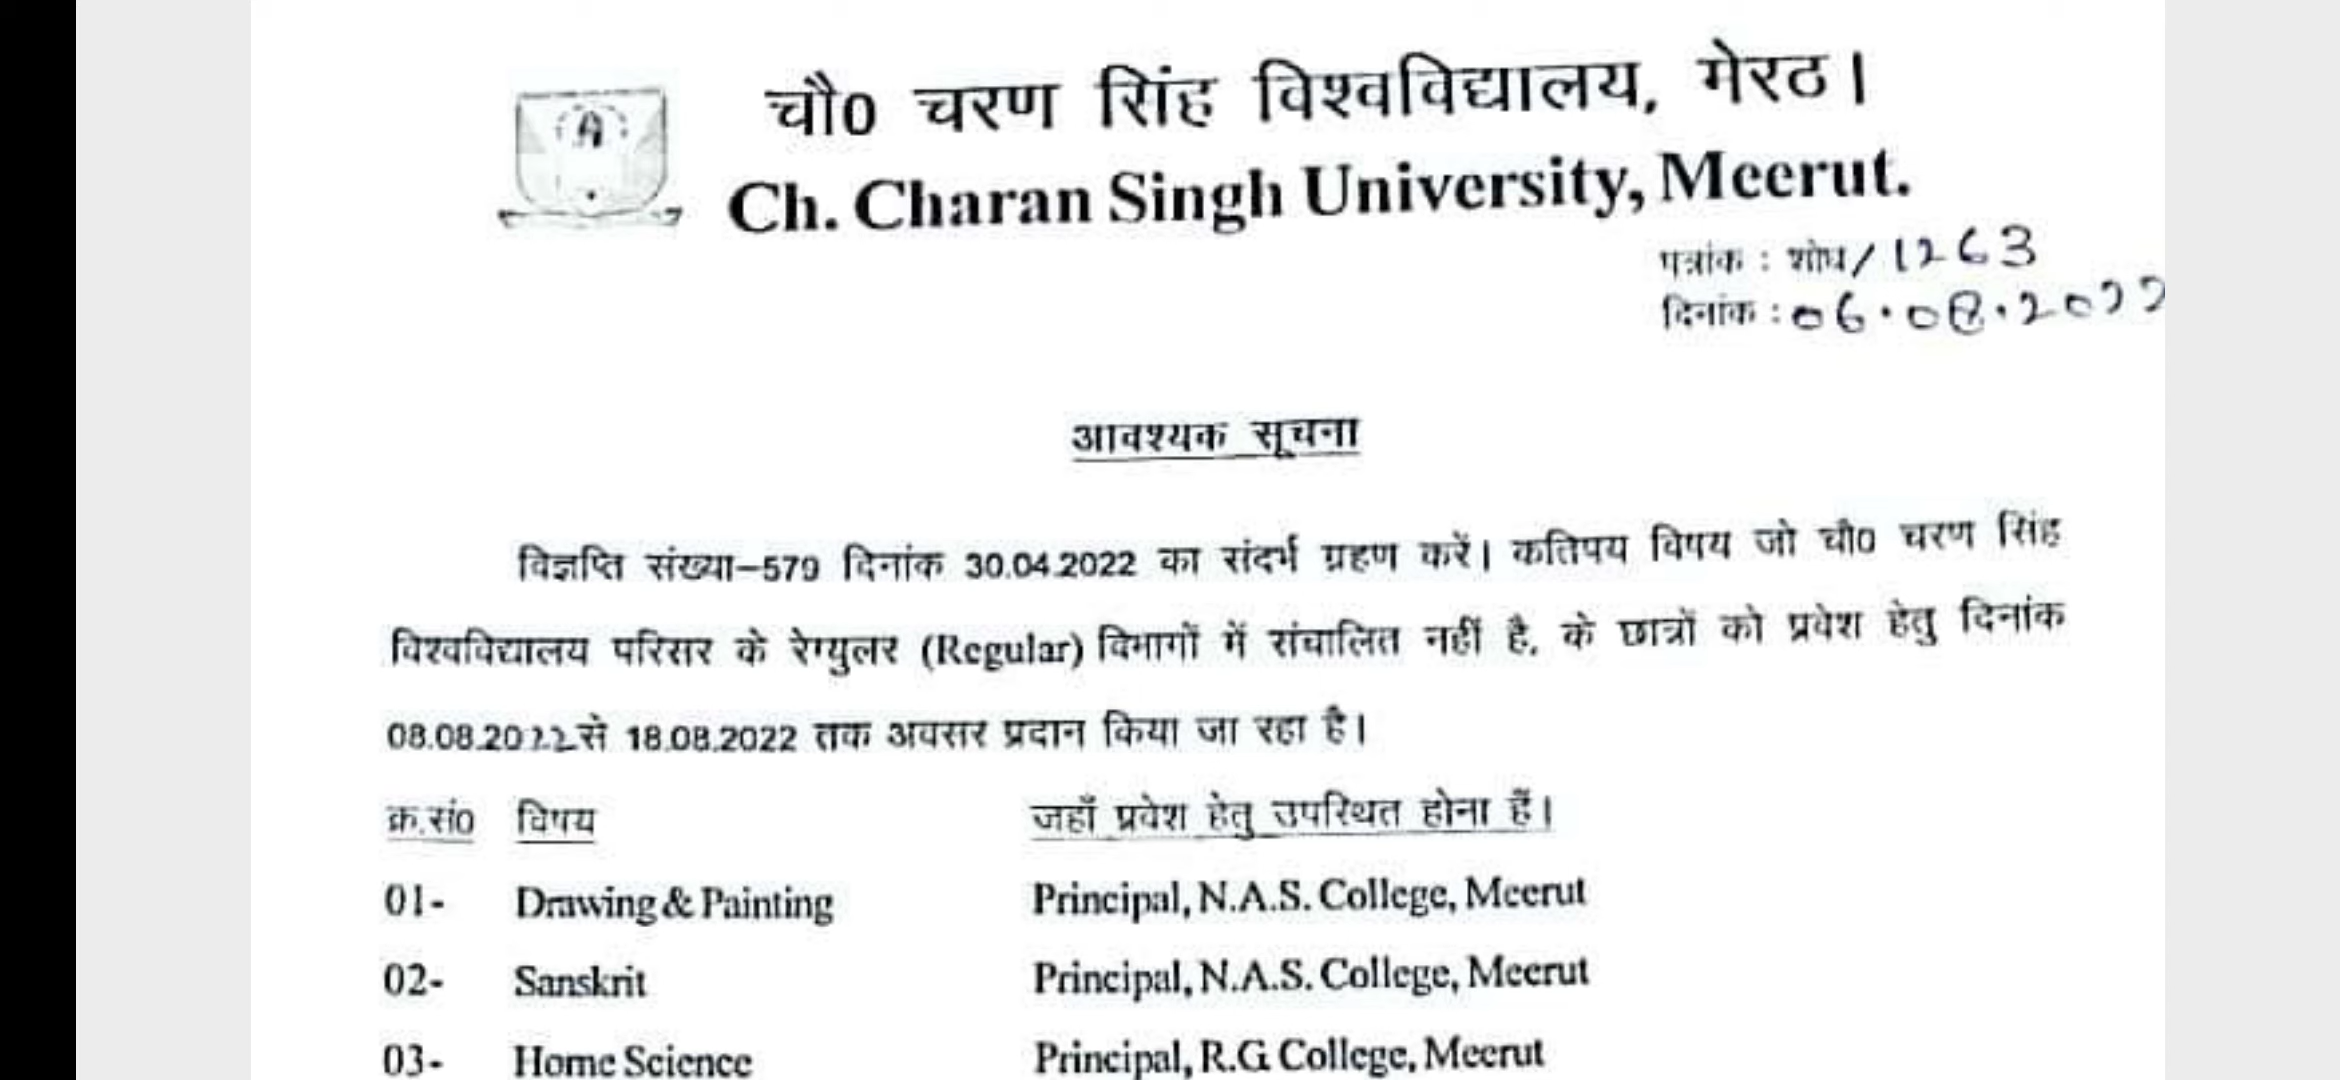 चौ0 चरण सिंह विश्वविद्यालय, मेरठ।
Ch. Charan Singh University, Meerut.
पत्रांक : शोध/1263
दिनांक : 06.08.2022
आवश्यक सूचना
विज्ञप्ति संख्या–579 दिनांक 30.04.2022 का संदर्भ ग्रहण करें। कतिपय विषय जो चौ0 चरण सिंह
विश्वविद्यालय परिसर के रेग्युलर (Regular) विभागों में संचालित नहीं है, के छात्रों को प्रवेश हेतु दिनांक
08.08.2022 से 18.08.2022 तक अवसर प्रदान किया जा रहा है।
क्र.सं0 विषय जहाँ प्रवेश हेतु उपस्थित होना हैं।
01- Drawing & Painting Principal, N.A.S. College, Meerut
02- Sanskrit Principal, N.A.S. College, Meerut
03- Home Science Principal, R.G College, Meerut